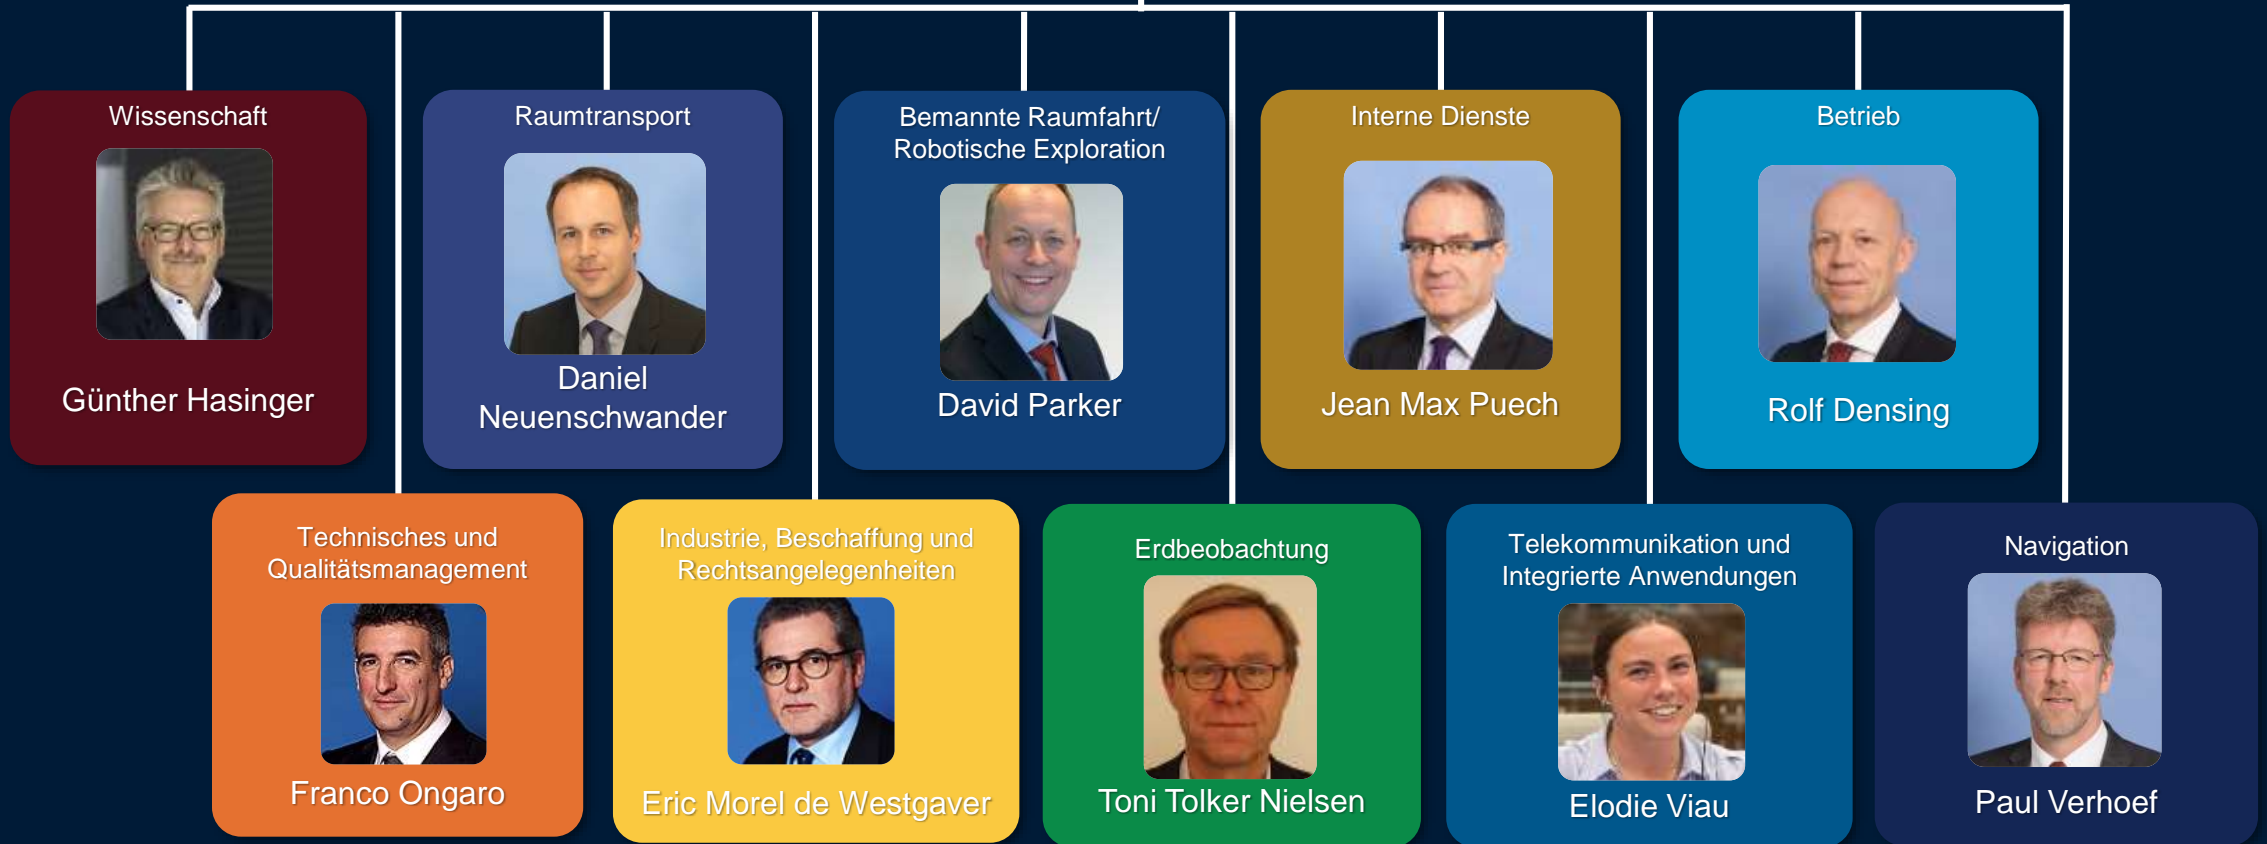 Wissenschaft
Günther Hasinger
Raumtransport
Daniel
Neuenschwander
Bemannte Raumfahrt/
Robotische Exploration
David Parker
Interne Dienste
Jean Max Puech
Betrieb
Rolf Densing
Technisches und
Qualitätsmanagement
Franco Ongaro
Industrie, Beschaffung und
Rechtsangelegenheiten
Eric Morel de Westgaver
Erdbeobachtung
Toni Tolker Nielsen
Telekommunikation und
Integrierte Anwendungen
Elodie Viau
Navigation
Paul Verhoef